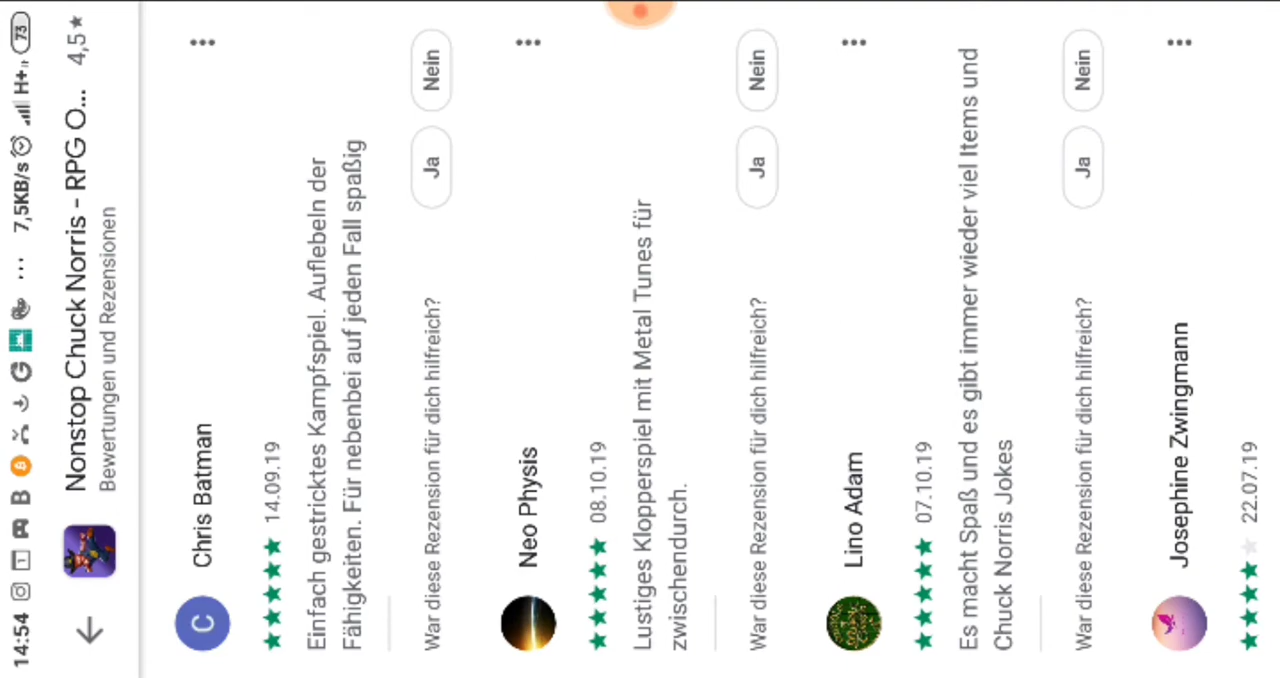 14:54 B G ... 7,5KB/s H+ 73
Nonstop Chuck Norris - RPG O... 4,5★
Bewertungen und Rezensionen
C Chris Batman
★★★★★ 14.09.19
Einfach gestricktes Kampfspiel. Auflebeln der
Fähigkeiten. Für nebenbei auf jeden Fall spaßig
War diese Rezension für dich hilfreich? Ja Nein
Neo Physis
★★★★★ 08.10.19
Lustiges Klopperspiel mit Metal Tunes für
zwischendurch.
War diese Rezension für dich hilfreich? Ja Nein
Lino Adam
★★★★★ 07.10.19
Es macht Spaß und es gibt immer wieder viel Items und
Chuck Norris Jokes
War diese Rezension für dich hilfreich? Ja Nein
Josephine Zwingmann
★★★★★ 22.07.19